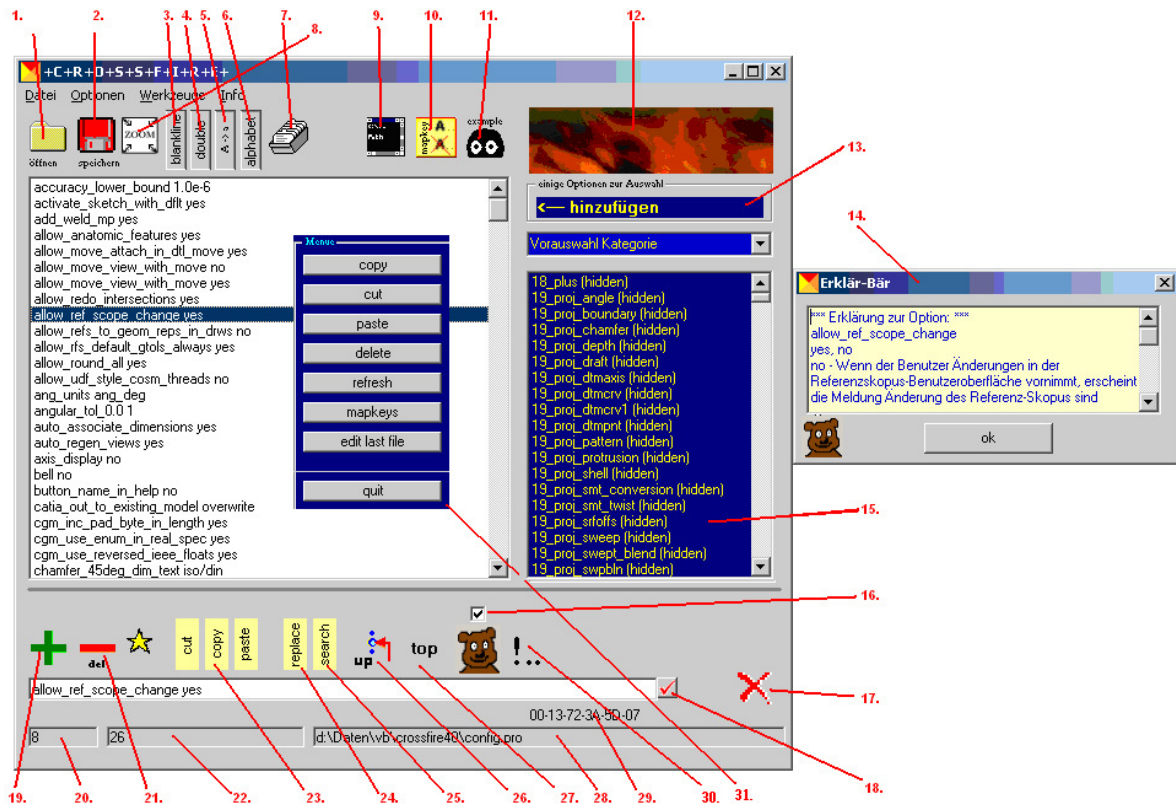 1. 2. 3. 4. 5. 6. 7. 8. 9. 10. 11. 12.
+C+R+O+S+S+F+I+R+E+
Datei Optionen Werkzeuge Info
öffnen
speichern
ZOOM
blankline
double
A -> a
alphabet
mapkey
A
A
example
einige Optionen zur Auswahl
<--- hinzufügen
13.
Vorauswahl Kategorie
accuracy_lower_bound 1.0e-6
activate_sketch_with_dflt yes
add_weld_mp yes
allow_anatomic_features yes
allow_move_attach_in_dtl_move yes
allow_move_view_with_move no
allow_move_view_with_move yes
allow_redo_intersections yes
allow_ref_scope_change yes
allow_refs_to_geom_reps_in_drws no
allow_rfs_default_gtols_always yes
allow_round_all yes
allow_udf_style_cosm_threads no
ang_units ang_deg
angular_tol_0.0 1
auto_associate_dimensions yes
auto_regen_views yes
axis_display no
bell no
button_name_in_help no
catia_out_to_existing_model overwrite
cgm_inc_pad_byte_in_length yes
cgm_use_enum_in_real_spec yes
cgm_use_reversed_ieee_floats yes
chamfer_45deg_dim_text iso/din
Menue
copy
cut
paste
delete
refresh
mapkeys
edit last file
quit
18_plus (hidden)
19_proj_angle (hidden)
19_proj_boundary (hidden)
19_proj_chamfer (hidden)
19_proj_depth (hidden)
19_proj_draft (hidden)
19_proj_dtmaxis (hidden)
19_proj_dtmcrv (hidden)
19_proj_dtmcrv1 (hidden)
19_proj_dtmpnt (hidden)
19_proj_pattern (hidden)
19_proj_protrusion (hidden)
19_proj_shell (hidden)
19_proj_smt_conversion (hidden)
19_proj_smt_twist (hidden)
19_proj_srfoffs (hidden)
19_proj_sweep (hidden)
19_proj_swept_blend (hidden)
19_proj_swpbln (hidden)
14.
Erklär-Bär
*** Erklärung zur Option: ***
allow_ref_scope_change
yes, no
no - Wenn der Benutzer Änderungen in der
Referenzskopus-Benutzeroberfläche vornimmt, erscheint
die Meldung Änderung des Referenz-Skopus sind
ok
15.
16.
del
cut
copy
paste
replace
search
up
top
!...
allow_ref_scope_change yes
17.
00-13-72-3A-5D-07
8
26
d:\Daten\vb\crossfire40\config.pro
18.
19. 20. 21. 22. 23. 24. 25. 26. 27. 28. 29. 30. 31.